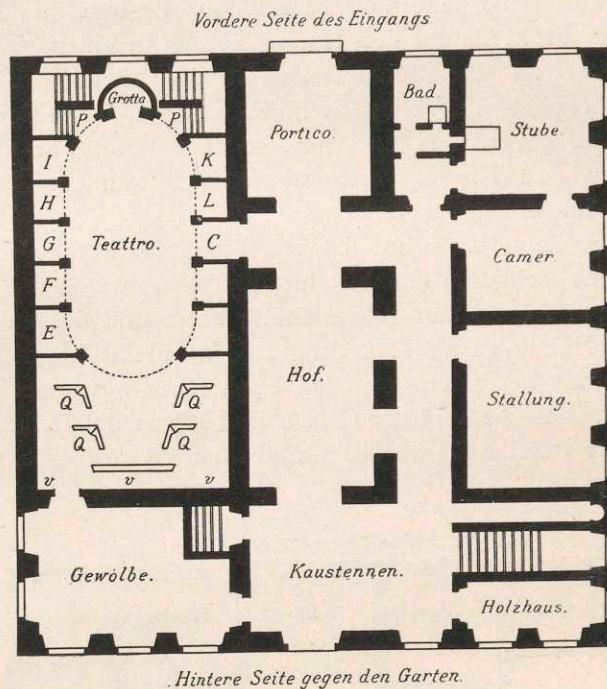 Vordere Seite des Eingangs
Grotta
P P
Bad.
Portico.
Stube.
I K
H L
Teattro.
G C
Camer
F
E
Hof.
Stallung.
Q Q
Q Q
v v v
Gewölbe.
Kaustennen.
Holzhaus.
Hintere Seite gegen den Garten.